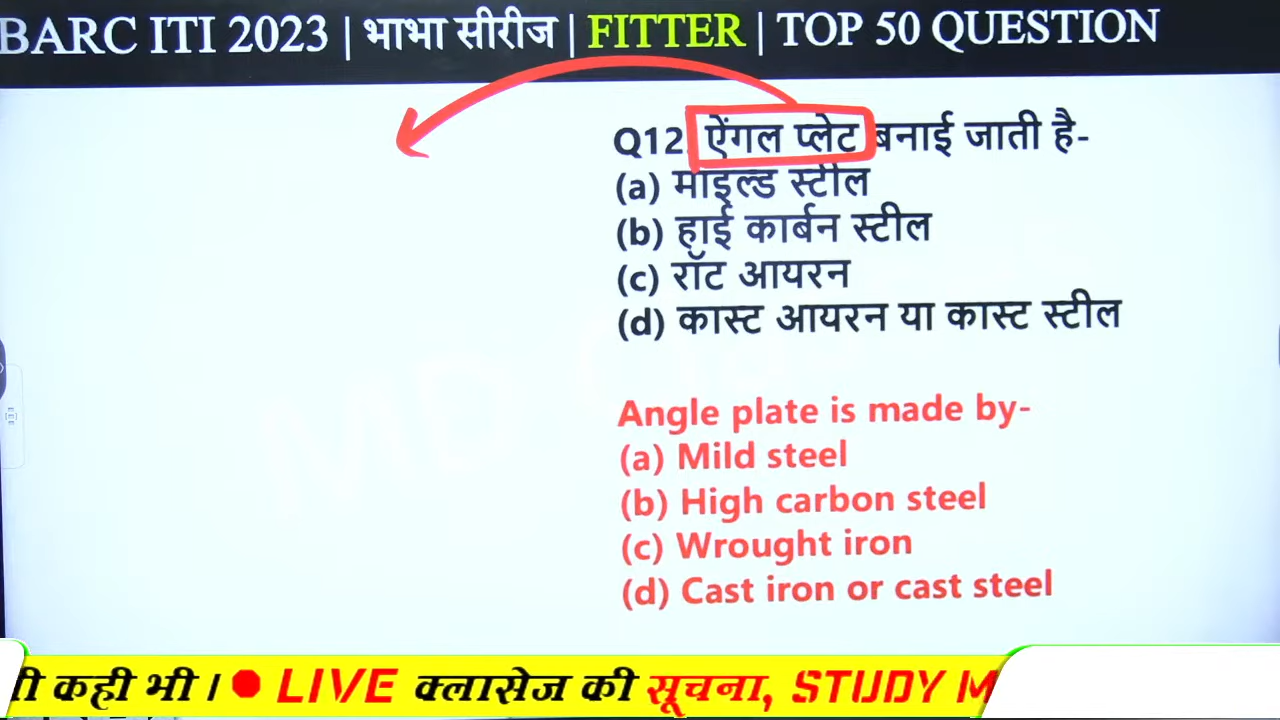 BARC ITI 2023 | भाभा सीरीज | FITTER | TOP 50 QUESTION
Q12. ऐंगल प्लेट बनाई जाती है-
(a) माइल्ड स्टील
(b) हाई कार्बन स्टील
(c) रॉट आयरन
(d) कास्ट आयरन या कास्ट स्टील
Angle plate is made by-
(a) Mild steel
(b) High carbon steel
(c) Wrought iron
(d) Cast iron or cast steel
कही भी । LIVE क्लासेज की सूचना, STUDY